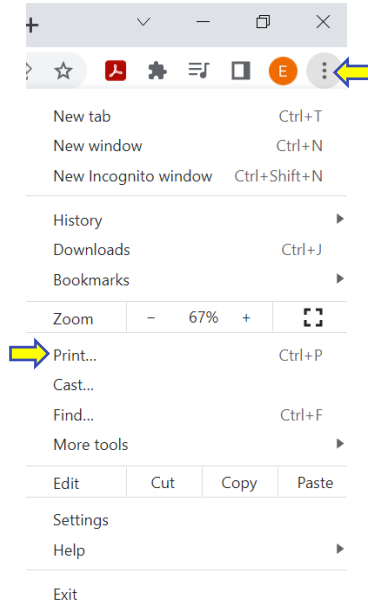 E
New tab Ctrl+T
New window Ctrl+N
New Incognito window Ctrl+Shift+N
History
Downloads Ctrl+J
Bookmarks
Zoom - 67% +
Print... Ctrl+P
Cast...
Find... Ctrl+F
More tools
Edit Cut Copy Paste
Settings
Help
Exit